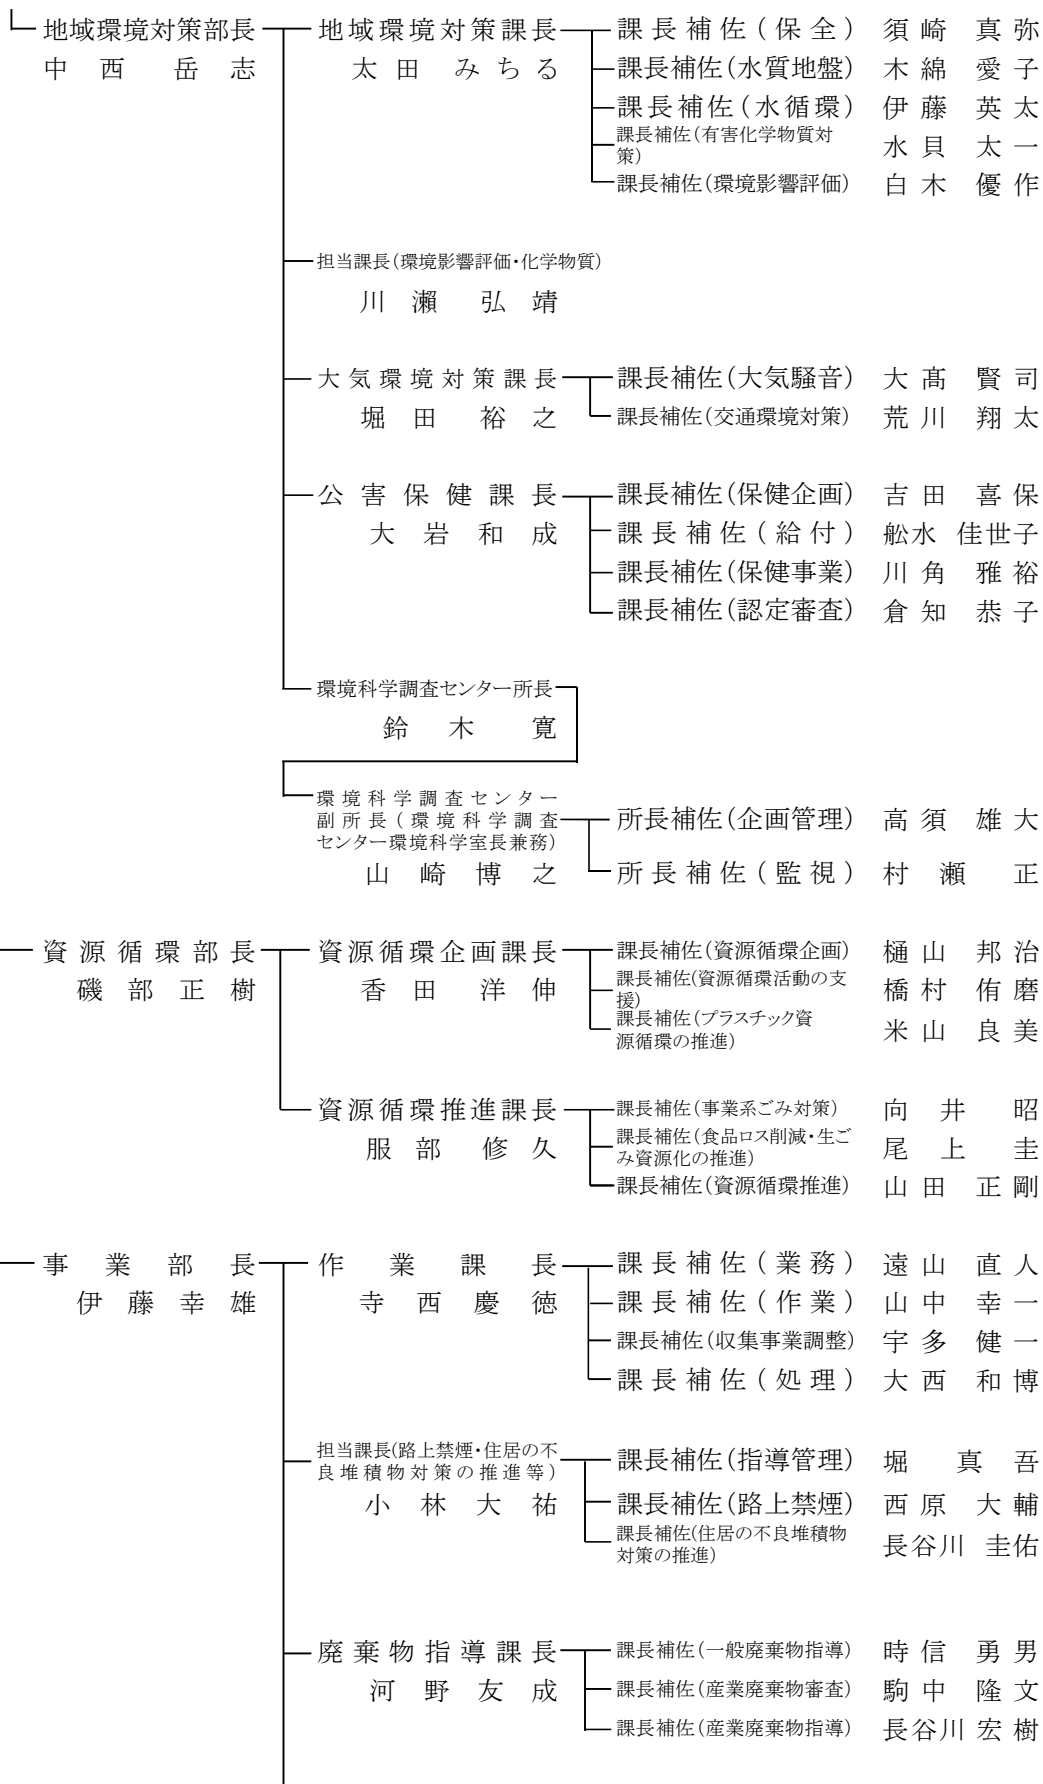 地域環境対策部長 地域環境対策課長 課長補佐(保全) 須崎 真弥
中西岳志 太田 みちる 課長補佐(水質地盤) 木綿 愛子
課長補佐(水循環) 伊藤 英太
課長補佐(有害化学物質対
策) 水貝 太一
課長補佐(環境影響評価) 白木 優作
担当課長(環境影響評価・化学物質)
川瀬 弘靖
大気環境対策課長 課長補佐(大気騒音) 大髙 賢司
堀田 裕之 課長補佐(交通環境対策) 荒川 翔太
公害保健課長 課長補佐(保健企画) 吉田 喜保
大岩和成 課長補佐(給付) 舩水 佳世子
課長補佐(保健事業) 川角 雅裕
課長補佐(認定審査) 倉知 恭子
環境科学調査センター所長
鈴木 寛
環境科学調査センター
副所長(環境科学調査 所長補佐(企画管理) 高須 雄大
センター環境科学室長兼務)
山崎博之 所長補佐(監視) 村瀬 正
資源循環部長 資源循環企画課長 課長補佐(資源循環企画) 樋山 邦治
磯部正樹 香田 洋伸 課長補佐(資源循環活動の支
援) 橋村 侑磨
課長補佐(プラスチック資
源循環の推進) 米山 良美
資源循環推進課長 課長補佐(事業系ごみ対策) 向井 昭
服部 修久 課長補佐(食品ロス削減・生ご
み資源化の推進) 尾上 圭
課長補佐(資源循環推進) 山田 正剛
事業部長 作業課長 課長補佐(業務) 遠山 直人
伊藤幸雄 寺西慶徳 課長補佐(作業) 山中 幸一
課長補佐(収集事業調整) 宇多 健一
課長補佐(処理) 大西 和博
担当課長(路上禁煙・住居の不
良堆積物対策の推進等) 課長補佐(指導管理) 堀 真吾
小林大祐 課長補佐(路上禁煙) 西原 大輔
課長補佐(住居の不良堆積物
対策の推進) 長谷川 圭佑
廃棄物指導課長 課長補佐(一般廃棄物指導) 時信 勇男
河野友成 課長補佐(産業廃棄物審査) 駒中 隆文
課長補佐(産業廃棄物指導) 長谷川 宏樹